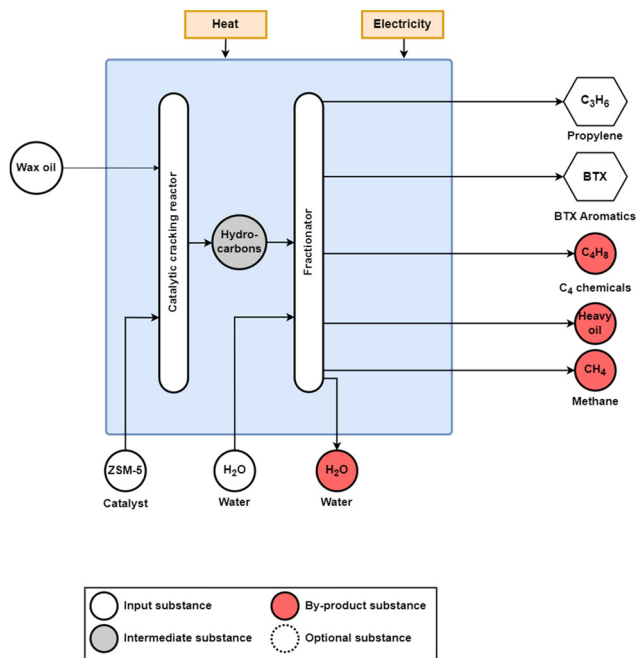 Heat
Electricity
C₃H₆
Propylene
Wax oil
BTX
BTX Aromatics
Catalytic cracking reactor
Hydro-
carbons
Fractionator
C₄H₈
C₄ chemicals
Heavy
oil
CH₄
Methane
ZSM-5
Catalyst
H₂O
Water
H₂O
Water
Input substance
By-product substance
Intermediate substance
Optional substance